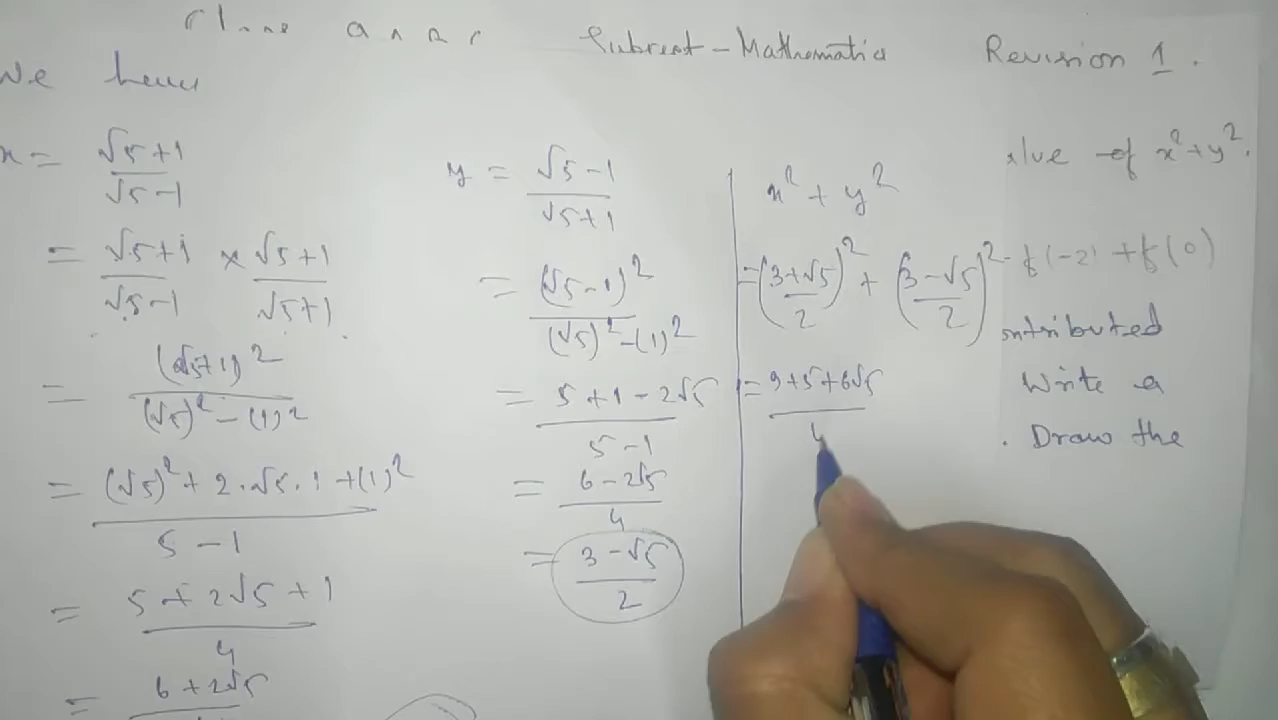 Subject - Mathematics Revision 1.
We have
x = √5+1 / √5-1
= √5+1 / √5-1 × √5+1 / √5+1
= (√5+1)² / (√5)² - (1)²
= (√5)² + 2.√5.1 + (1)² / 5-1
= 5+2√5+1 / 4
= 6+2√5
y = √5-1 / √5+1
= (√5-1)² / (√5)² - (1)²
= 5+1-2√5 / 5-1
= 6-2√5 / 4
= 3-√5 / 2
x² + y²
= (3+√5 / 2)² + (3-√5 / 2)²
= 9+5+6√5 / 4
of x²+y².
f(-2) + f(0)
Write a
. Draw the